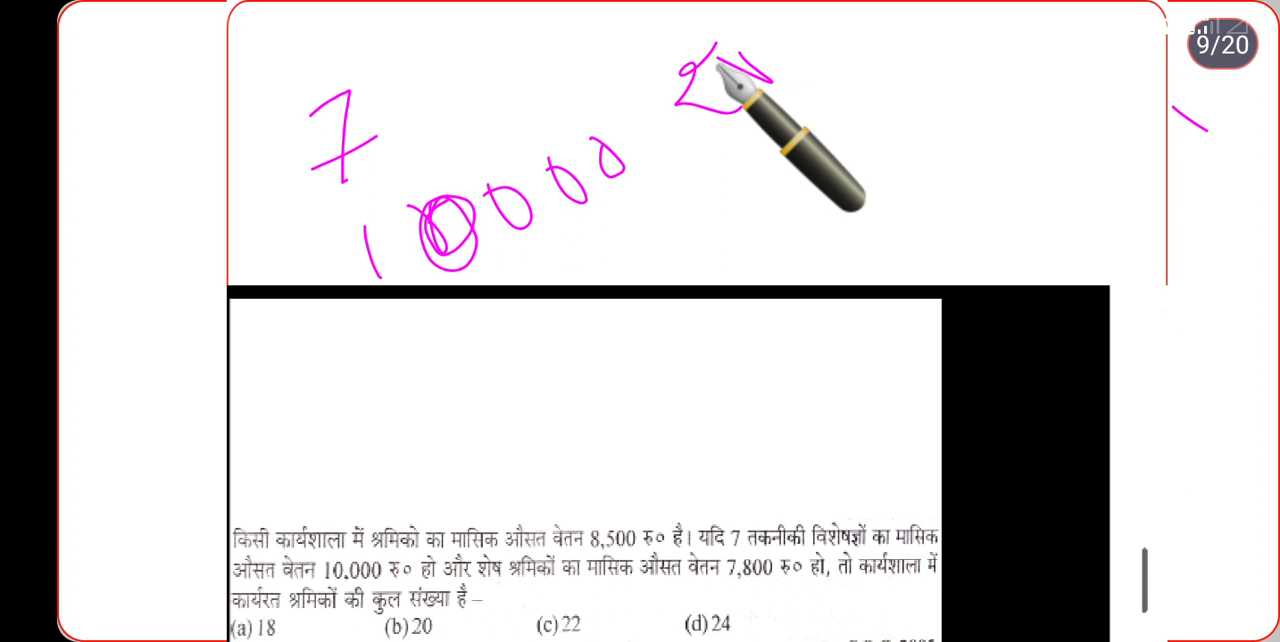 9/20
7
10000
किसी कार्यशाला में श्रमिको का मासिक औसत वेतन 8,500 रु० है। यदि 7 तकनीकी विशेषज्ञों का मासिक
औसत वेतन 10,000 रु० हो और शेष श्रमिकों का मासिक औसत वेतन 7,800 रु० हो, तो कार्यशाला में
कार्यरत श्रमिकों की कुल संख्या है –
(a) 18 (b) 20 (c) 22 (d) 24